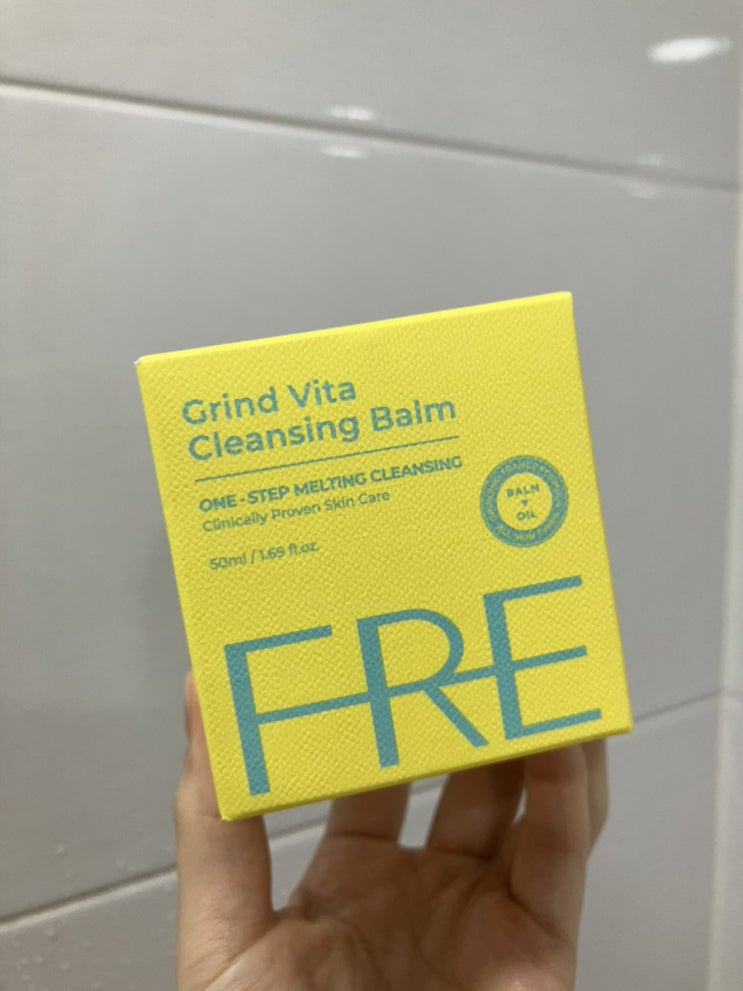 Grind Vita
Cleansing Balm
ONE-STEP MELTING CLEANSING
Clinically Proven Skin Care
50ml / 1.69 fl.oz.
BALM
OIL
FRE